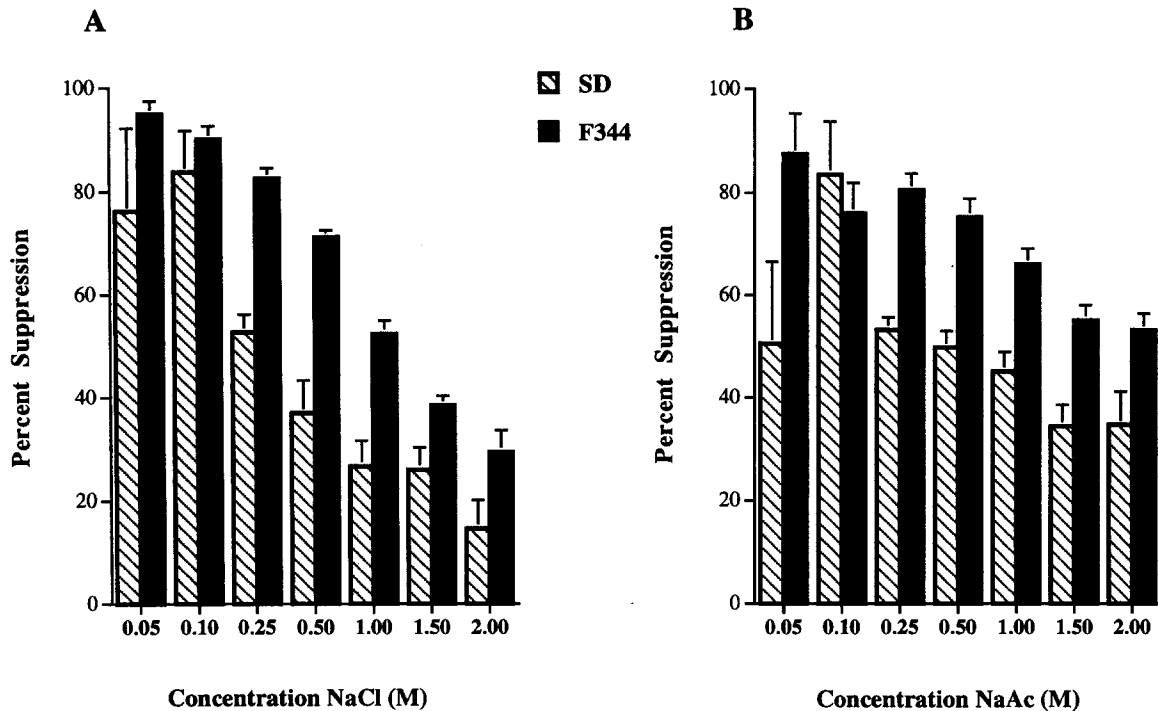 A
B
SD
F344
100
80
60
40
20
0
Percent Suppression
0.05 0.10 0.25 0.50 1.00 1.50 2.00
Concentration NaCl (M)
100
80
60
40
20
0
Percent Suppression
0.05 0.10 0.25 0.50 1.00 1.50 2.00
Concentration NaAc (M)